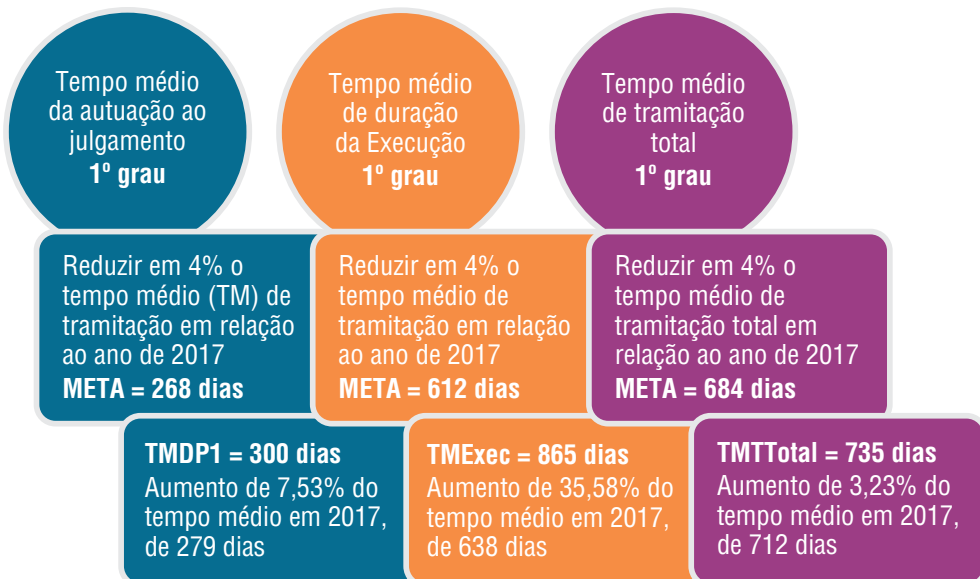 Tempo médio
da autuação ao
julgamento
1º grau
Tempo médio
de duração
da Execução
1º grau
Tempo médio
de tramitação
total
1º grau
Reduzir em 4% o
tempo médio (TM) de
tramitação em relação
ao ano de 2017
META = 268 dias
Reduzir em 4% o
tempo médio de
tramitação em relação
ao ano de 2017
META = 612 dias
Reduzir em 4% o
tempo médio de
tramitação total em
relação ao ano de 2017
META = 684 dias
TMDP1 = 300 dias
Aumento de 7,53% do
tempo médio em 2017,
de 279 dias
TMExec = 865 dias
Aumento de 35,58% do
tempo médio em 2017,
de 638 dias
TMTTotal = 735 dias
Aumento de 3,23% do
tempo médio em 2017,
de 712 dias